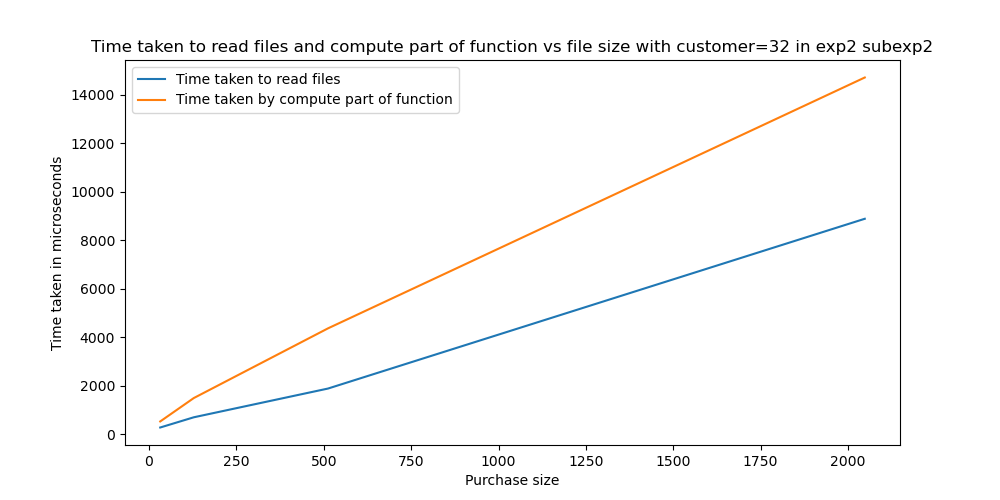 Time taken to read files and compute part of function vs file size with customer=32 in exp2 subexp2
Time taken to read files
Time taken by compute part of function
Time taken in microseconds
14000
12000
10000
8000
6000
4000
2000
0
0 250 500 750 1000 1250 1500 1750 2000
Purchase size